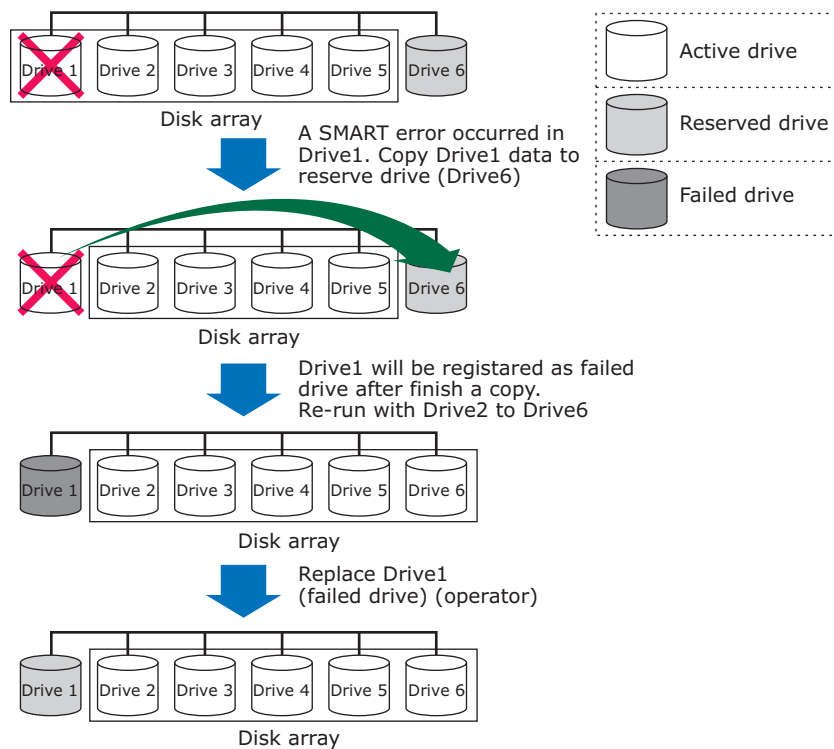 Drive 1
Drive 2
Drive 3
Drive 4
Drive 5
Drive 6
Disk array
Active drive
Reserved drive
Failed drive
A SMART error occurred in
Drive1. Copy Drive1 data to
reserve drive (Drive6)
Drive 1
Drive 2
Drive 3
Drive 4
Drive 5
Drive 6
Disk array
Drive1 will be registared as failed
drive after finish a copy.
Re-run with Drive2 to Drive6
Drive 1
Drive 2
Drive 3
Drive 4
Drive 5
Drive 6
Disk array
Replace Drive1
(failed drive) (operator)
Drive 1
Drive 2
Drive 3
Drive 4
Drive 5
Drive 6
Disk array